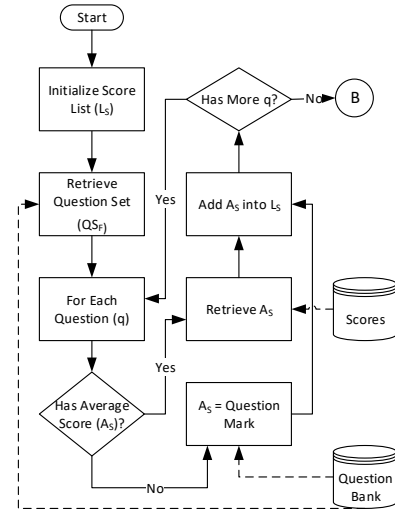 Start
Initialize Score
List (Lₛ)
Retrieve
Question Set
(QS_F)
For Each
Question (q)
Has Average
Score (Aₛ)?
Yes
No
Aₛ = Question
Mark
Retrieve Aₛ
Add Aₛ into Lₛ
Has More q?
Yes
No
B
Scores
Question
Bank